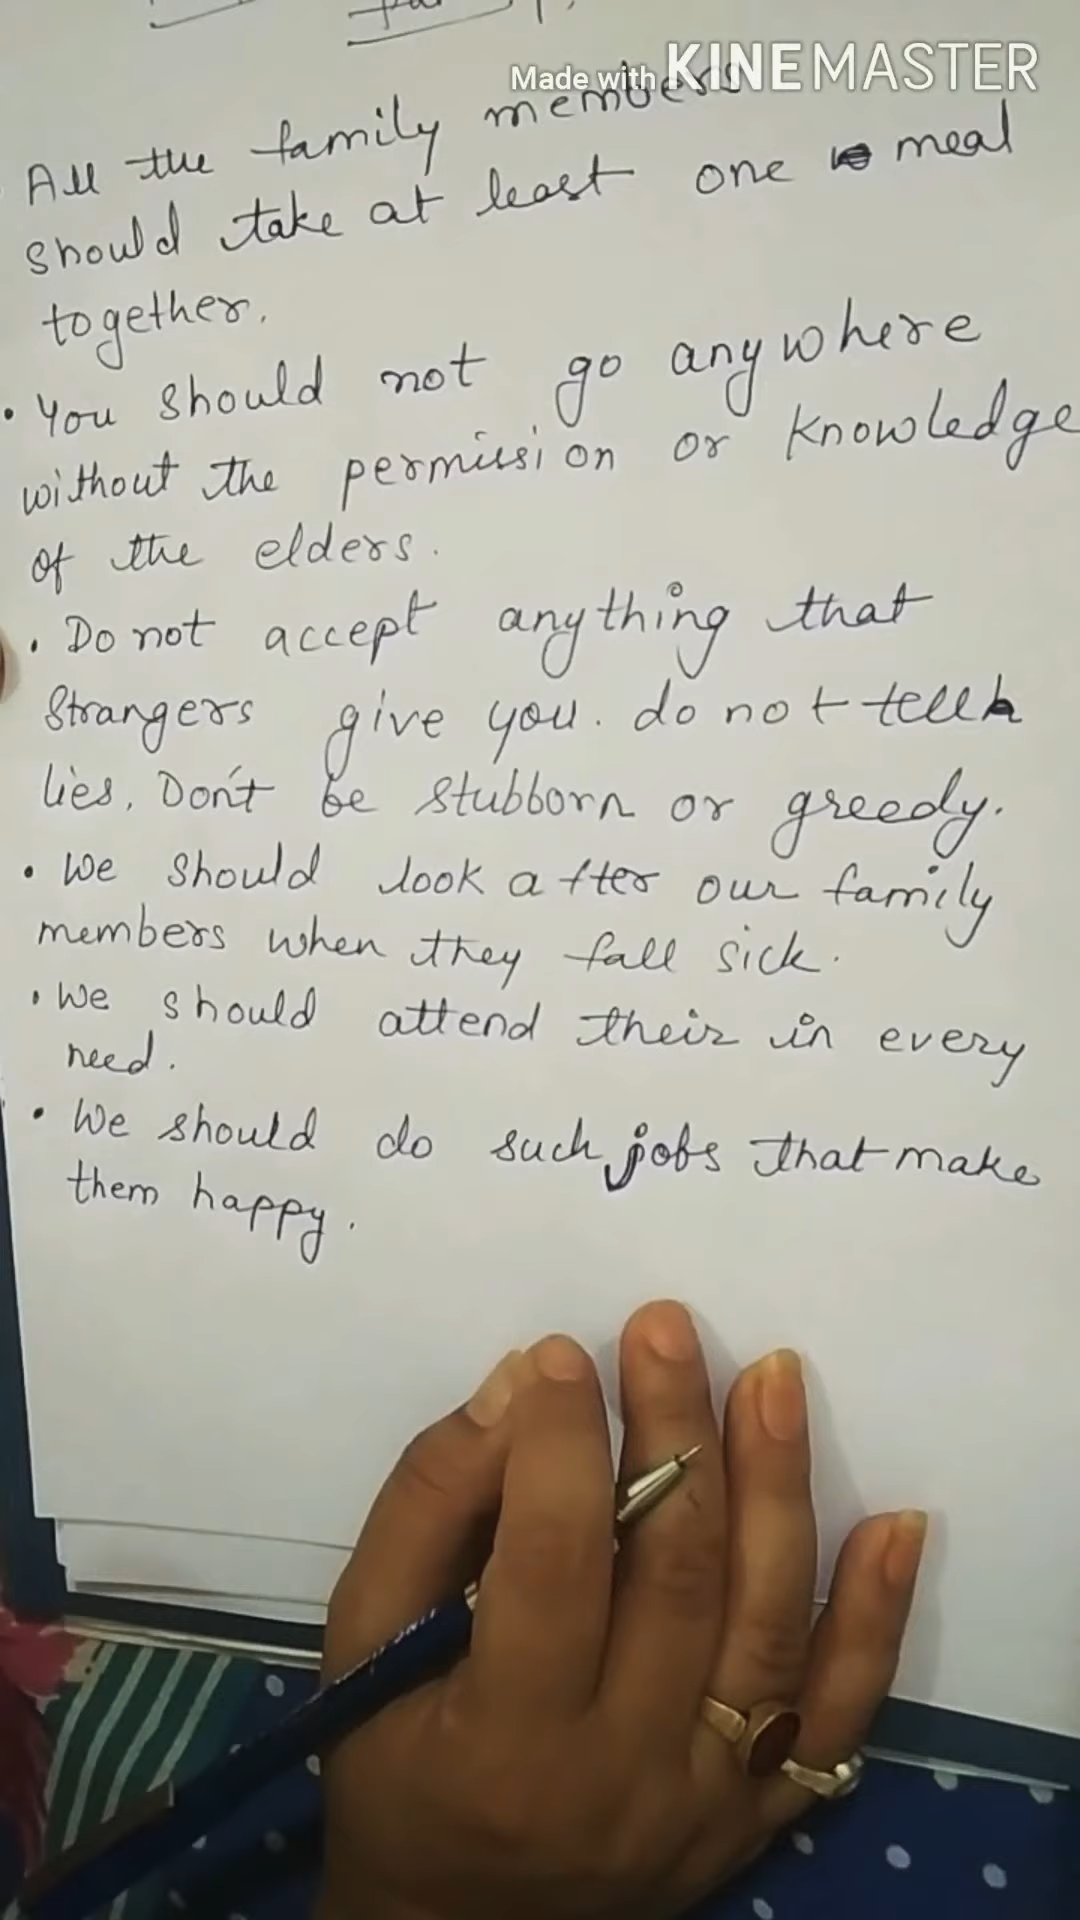 Made with KINEMASTER
All the family members
should take at least one meal
together.
• You should not go anywhere
without the permission or knowledge
of the elders.
• Do not accept anything that
strangers give you. do not tell
lies. Don't be stubborn or greedy.
• We should look after our family
members when they fall sick.
• We should attend their in every
need.
• We should do such jobs that make
them happy.